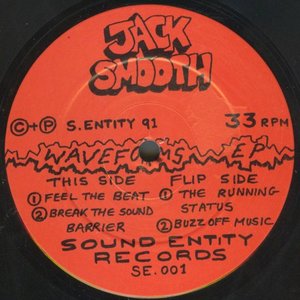 JACK
SMOOTH
©+Ⓟ S.ENTITY 91
33 RPM
WAVEFORMS EP
THIS SIDE
① FEEL THE BEAT
② BREAK THE SOUND
BARRIER
FLIP SIDE
① THE RUNNING
STATUS
② BUZZ OFF MUSIC
SOUND ENTITY
RECORDS
SE.001